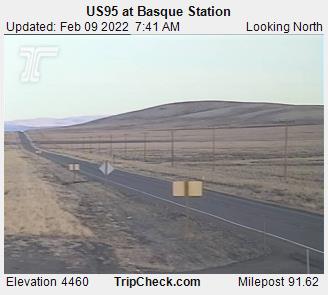 US95 at Basque Station
Updated: Feb 09 2022 7:41 AM Looking North
Elevation 4460 TripCheck.com Milepost 91.62